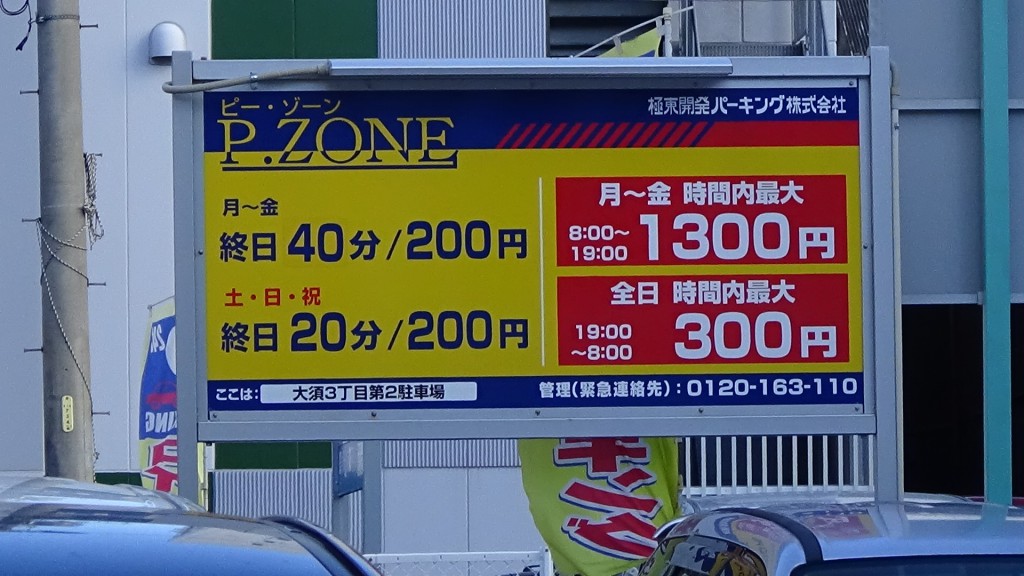 ピー・ゾーン
P.ZONE
極東開発パーキング株式会社
月～金
終日 40分/200円
土・日・祝
終日 20分/200円
月～金 時間内最大
8:00～
19:00
1300円
全日 時間内最大
19:00
～8:00
300円
ここは:
大須3丁目第2駐車場
管理(緊急連絡先):0120-163-110
キング